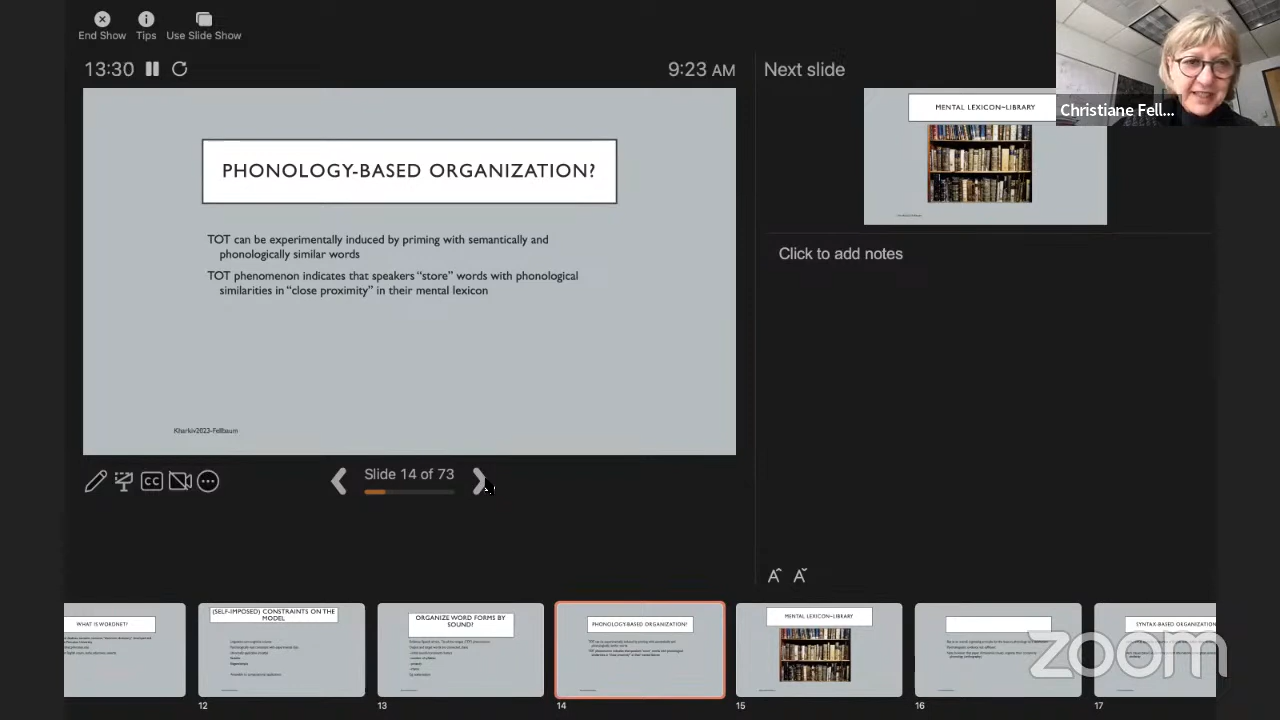 End Show
Tips
Use Slide Show
13:30
9:23 AM
Next slide
Christiane Fell...
PHONOLOGY-BASED ORGANIZATION?
TOT can be experimentally induced by priming with semantically and
phonologically similar words
TOT phenomenon indicates that speakers “store” words with phonological
similarities in “close proximity” in their mental lexicon
Kharkiv2023-Fellbaum
MENTAL LEXICON~LIBRARY
Click to add notes
CC
Slide 14 of 73
A A
WHAT IS WORDNET?
(SELF-IMPOSED) CONSTRAINTS ON THE
MODEL
ORGANIZE WORD FORMS BY
SOUND?
PHONOLOGY-BASED ORGANIZATION?
MENTAL LEXICON~LIBRARY
SYNTAX-BASED ORGANIZATION
zoom
12
13
14
15
16
17